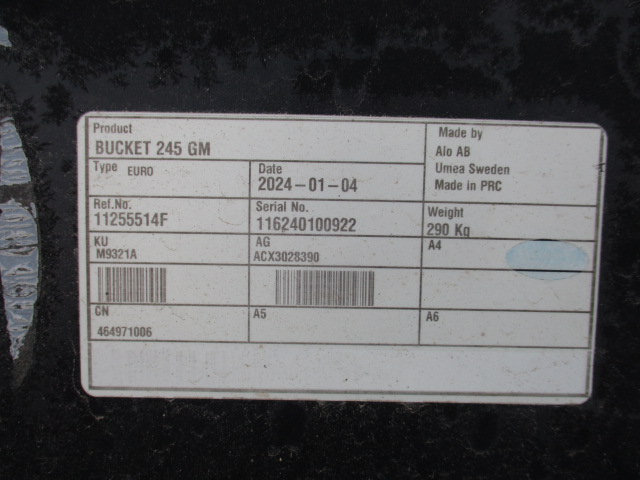 Product
BUCKET 245 GM
Made by
Alo AB
Umea Sweden
Made in PRC
Type EURO
Date
2024-01-04
Ref.No.
11255514F
Serial No.
116240100922
Weight
290 Kg
KU
M9321A
AG
ACX3028390
A4
GN
464971006
A5
A6